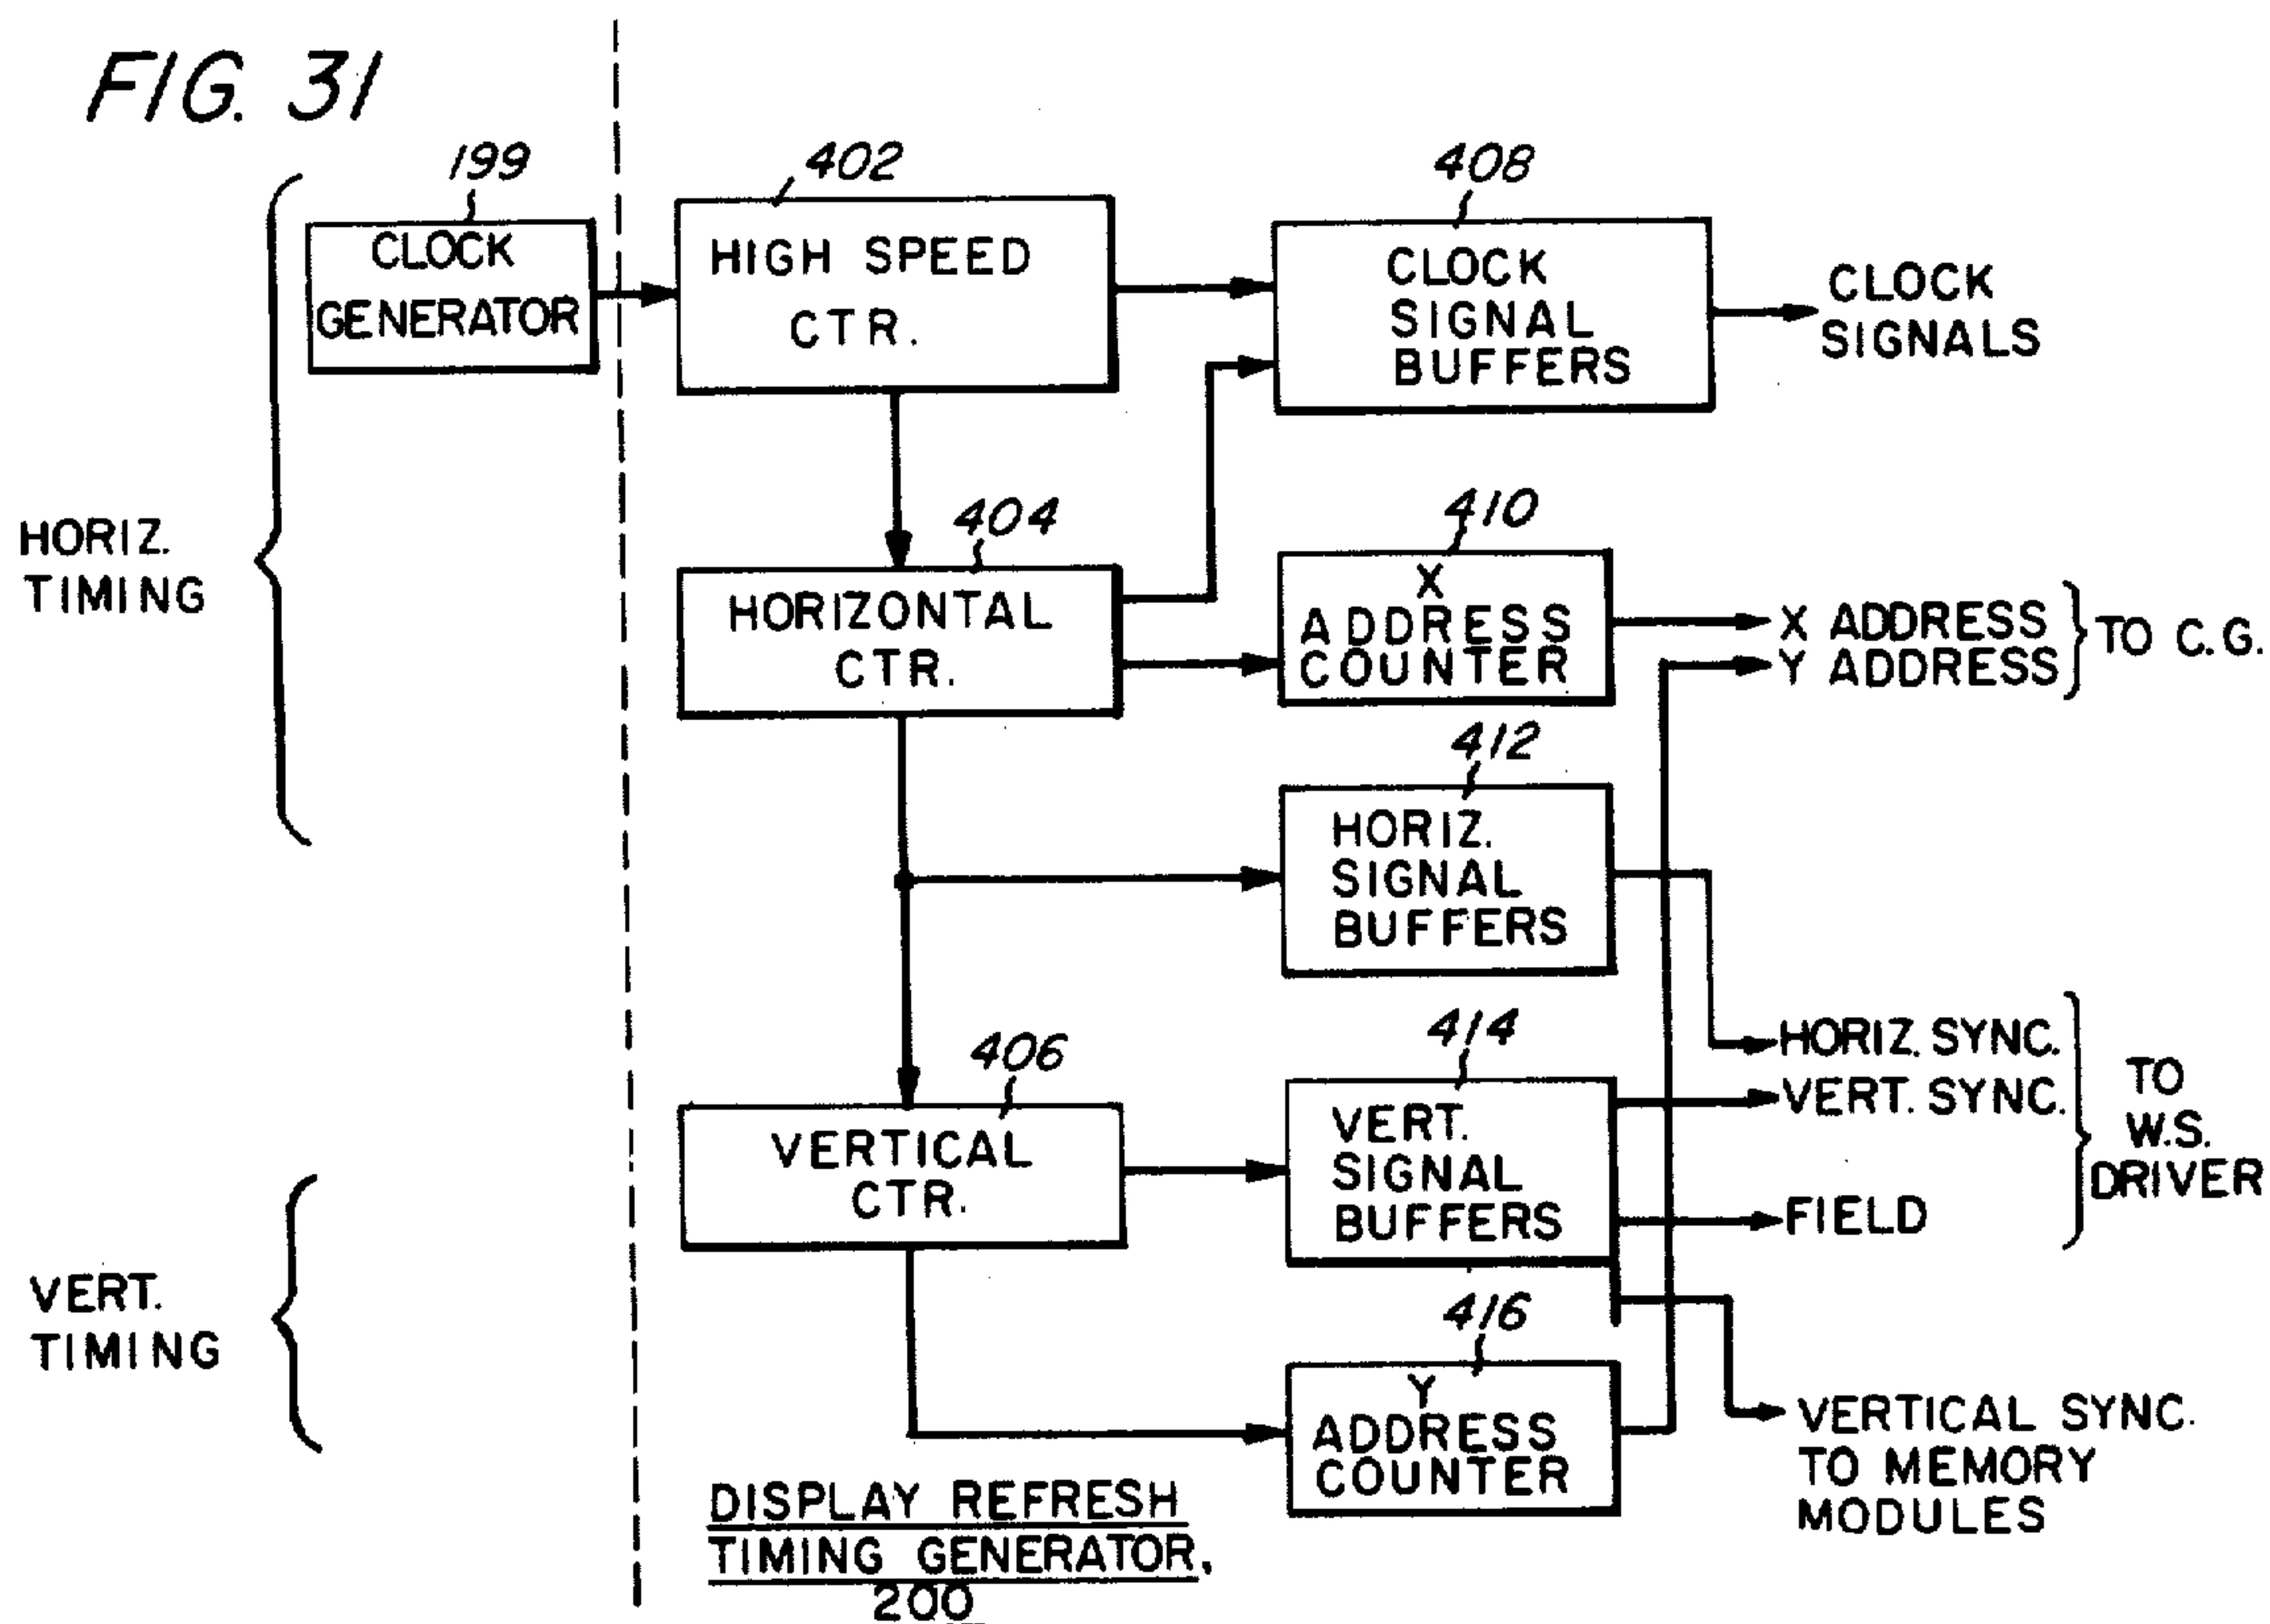 FIG. 31
199
CLOCK
GENERATOR
402
HIGH SPEED
CTR.
408
CLOCK
SIGNAL
BUFFERS
CLOCK
SIGNALS
HORIZ.
TIMING
404
HORIZONTAL
CTR.
410
X
ADDRESS
COUNTER
X ADDRESS
Y ADDRESS
TO C.G.
412
HORIZ.
SIGNAL
BUFFERS
406
VERTICAL
CTR.
414
VERT.
SIGNAL
BUFFERS
HORIZ. SYNC.
VERT. SYNC.
FIELD
TO
W.S.
DRIVER
VERT.
TIMING
416
Y
ADDRESS
COUNTER
VERTICAL SYNC.
TO MEMORY
MODULES
DISPLAY REFRESH
TIMING GENERATOR,
200